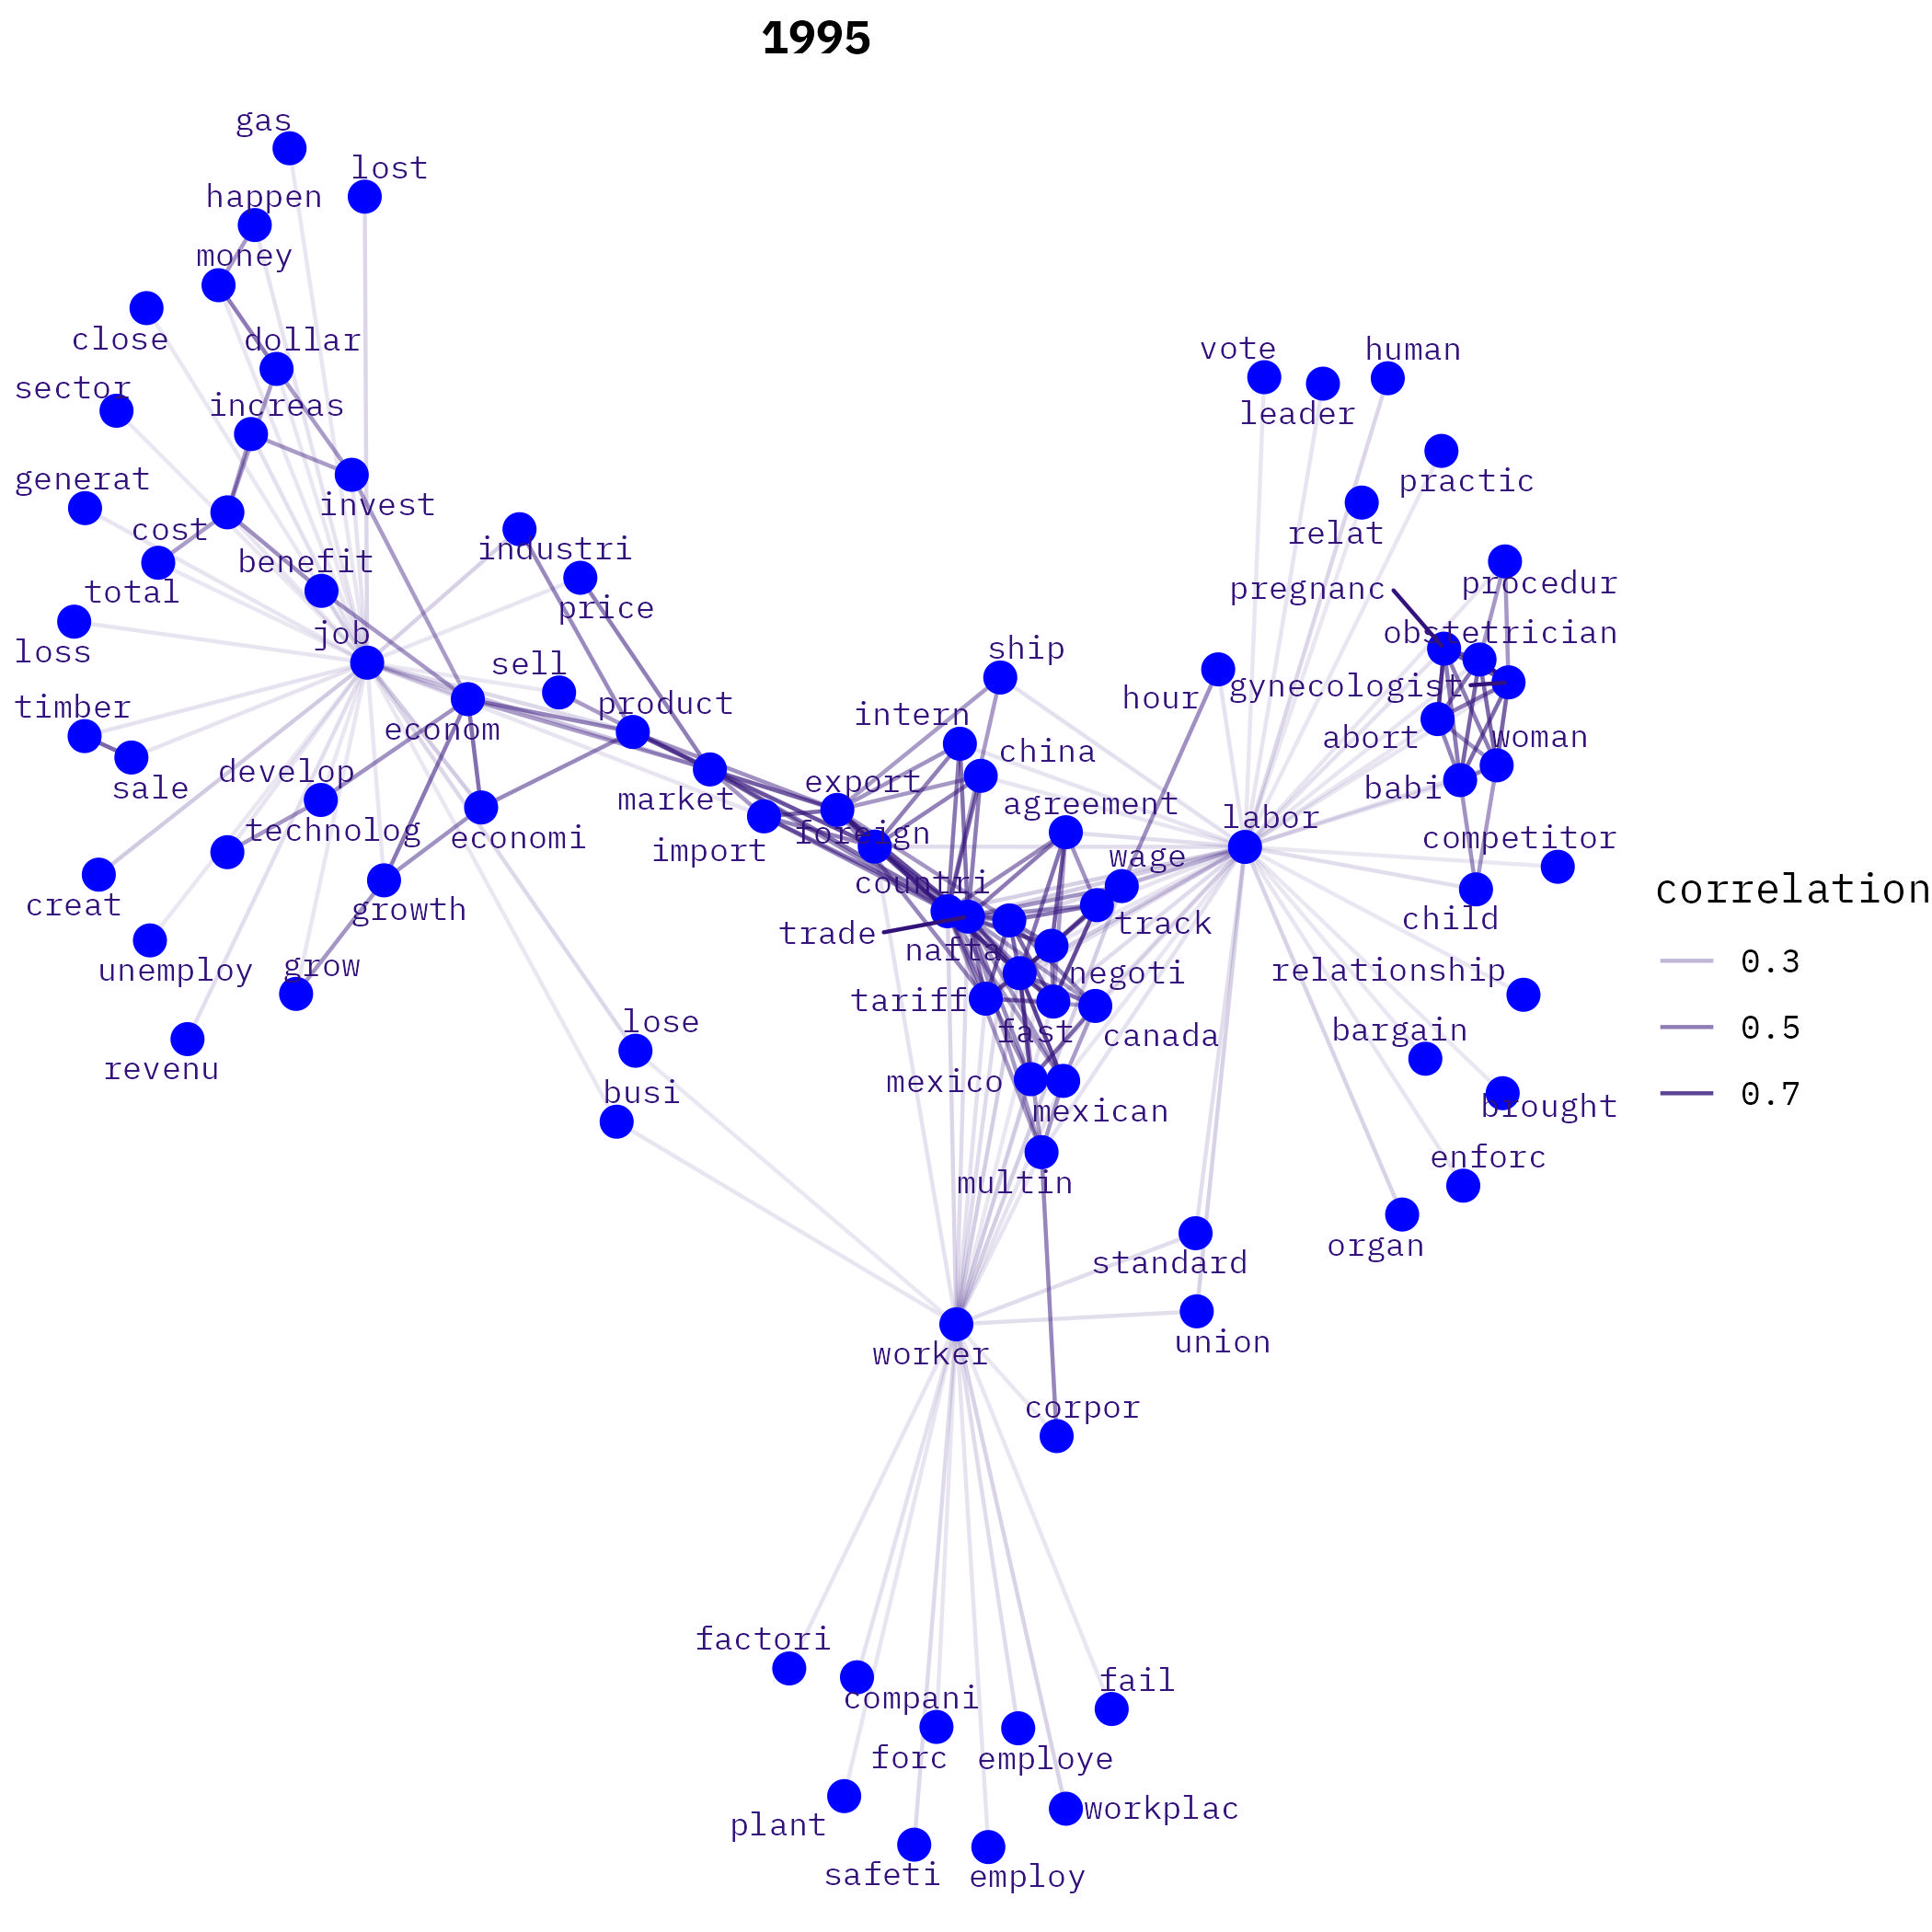 1995
gas
lost
happen
money
close
dollar
sector
increas
generat
invest
cost
benefit
industri
total
price
job
loss
sell
timber
product
econom
sale
develop
market
technolog
economi
import
creat
growth
unemploy
grow
revenu
lose
busi
vote
human
leader
practic
relat
pregnanc
procedur
obstetrician
ship
hour
gynecologist
intern
china
abort
woman
export
agreement
babi
labor
foreign
competitor
wage
countri
child
track
trade
nafta
negoti
relationship
tariff
fast
canada
bargain
mexico
mexican
brought
multin
enforc
organ
standard
union
worker
corpor
factori
compani
fail
forc
employe
plant
workplac
safeti
employ
correlation
0.3
0.5
0.7